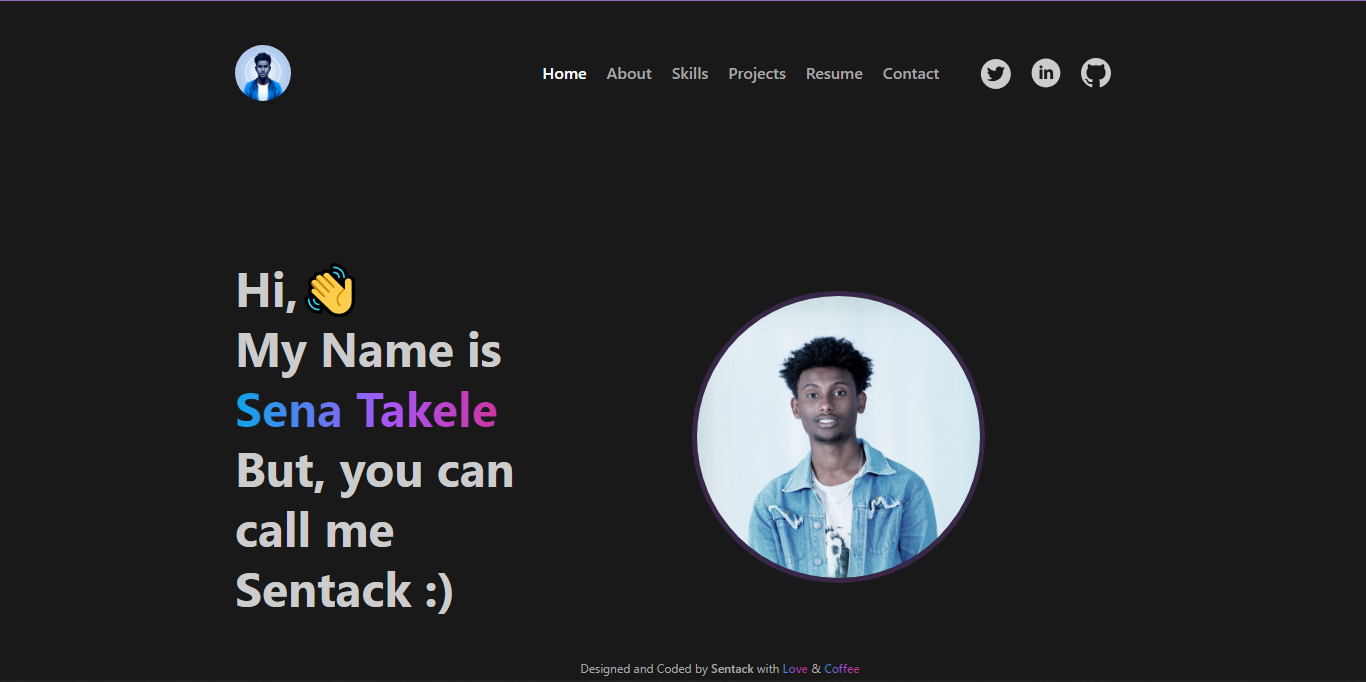 Home About Skills Projects Resume Contact in
Hi, 👋
My Name is
Sena Takele
But, you can
call me
Sentack :)
Designed and Coded by Sentack with Love & Coffee